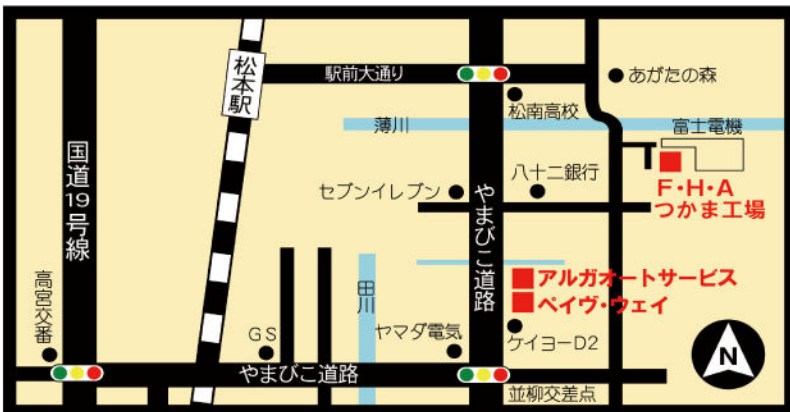 松本駅
駅前大通り
あがたの森
松南高校
薄川
富士電機
国道19号線
セブンイレブン
八十二銀行
F・H・A
つかま工場
やまびこ道路
アルガオートサービス
ペイヴ・ウェイ
田川
高宮交番
GS
ヤマダ電気
ケイヨーD2
N
やまびこ道路
並柳交差点